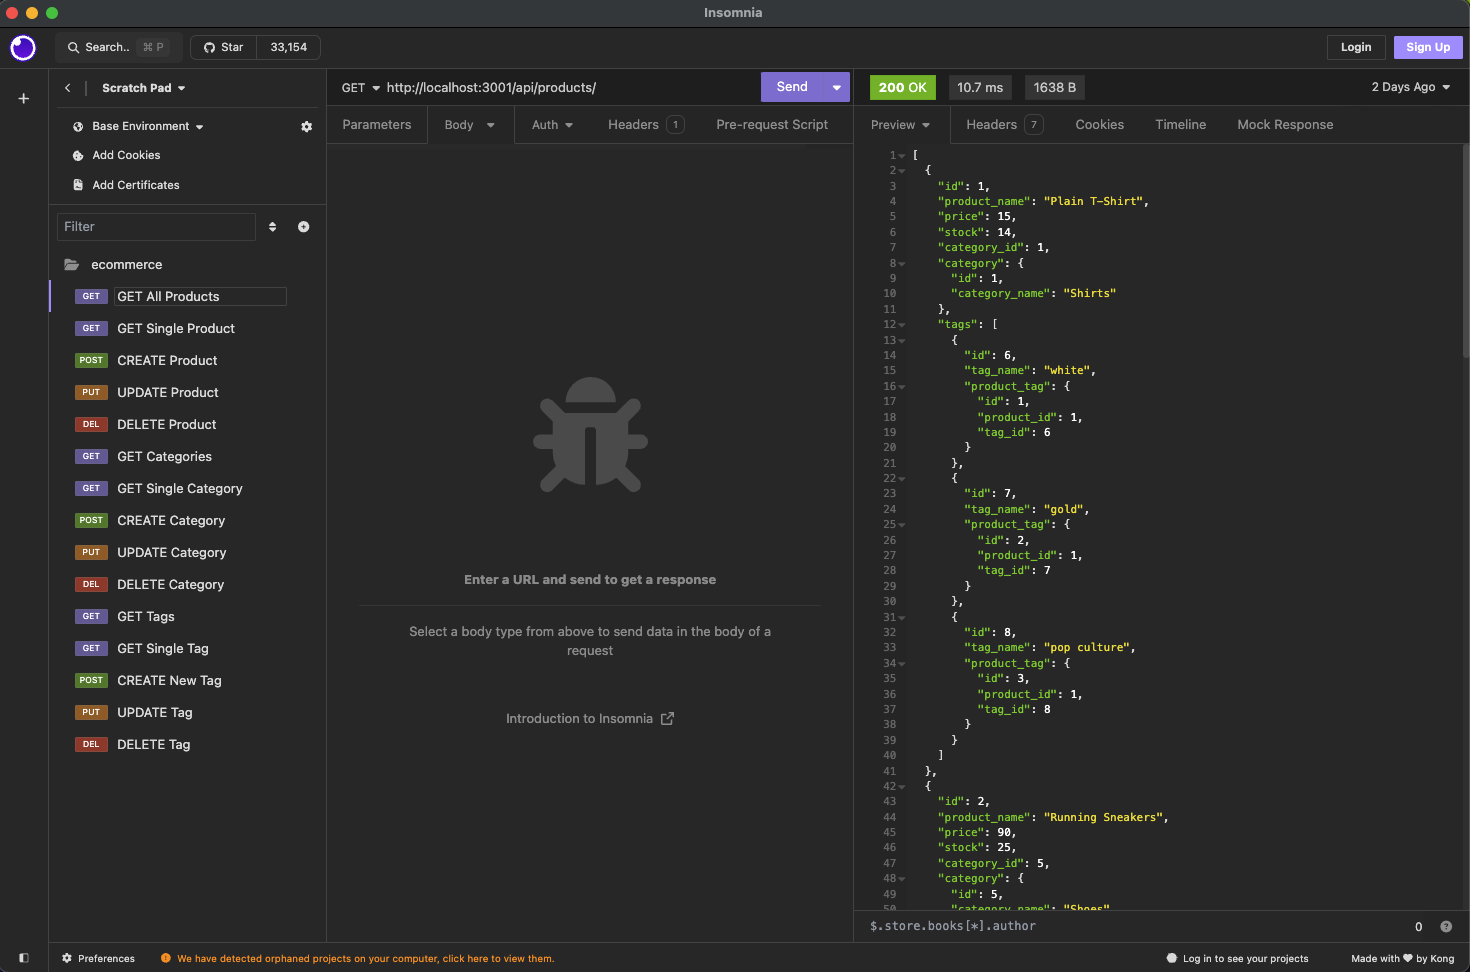 Insomnia
Search.. ⌘ P
Star 33,154
Login
Sign Up
Scratch Pad
Base Environment
Add Cookies
Add Certificates
Filter
ecommerce
GET GET All Products
GET GET Single Product
POST CREATE Product
PUT UPDATE Product
DEL DELETE Product
GET GET Categories
GET GET Single Category
POST CREATE Category
PUT UPDATE Category
DEL DELETE Category
GET GET Tags
GET GET Single Tag
POST CREATE New Tag
PUT UPDATE Tag
DEL DELETE Tag
GET http://localhost:3001/api/products/ Send
Parameters Body Auth Headers 1 Pre-request Script
Enter a URL and send to get a response
Select a body type from above to send data in the body of a
request
Introduction to Insomnia
200 OK 10.7 ms 1638 B 2 Days Ago
Preview Headers 7 Cookies Timeline Mock Response
1 [
2 {
3 "id": 1,
4 "product_name": "Plain T-Shirt",
5 "price": 15,
6 "stock": 14,
7 "category_id": 1,
8 "category": {
9 "id": 1,
10 "category_name": "Shirts"
11 },
12 "tags": [
13 {
14 "id": 6,
15 "tag_name": "white",
16 "product_tag": {
17 "id": 1,
18 "product_id": 1,
19 "tag_id": 6
20 }
21 },
22 {
23 "id": 7,
24 "tag_name": "gold",
25 "product_tag": {
26 "id": 2,
27 "product_id": 1,
28 "tag_id": 7
29 }
30 },
31 {
32 "id": 8,
33 "tag_name": "pop culture",
34 "product_tag": {
35 "id": 3,
36 "product_id": 1,
37 "tag_id": 8
38 }
39 }
40 ]
41 },
42 {
43 "id": 2,
44 "product_name": "Running Sneakers",
45 "price": 90,
46 "stock": 25,
47 "category_id": 5,
48 "category": {
49 "id": 5,
50 "category_name": "Shoes"
$.store.books[*].author 0
Preferences
We have detected orphaned projects on your computer, click here to view them.
Log in to see your projects
Made with ❤ by Kong